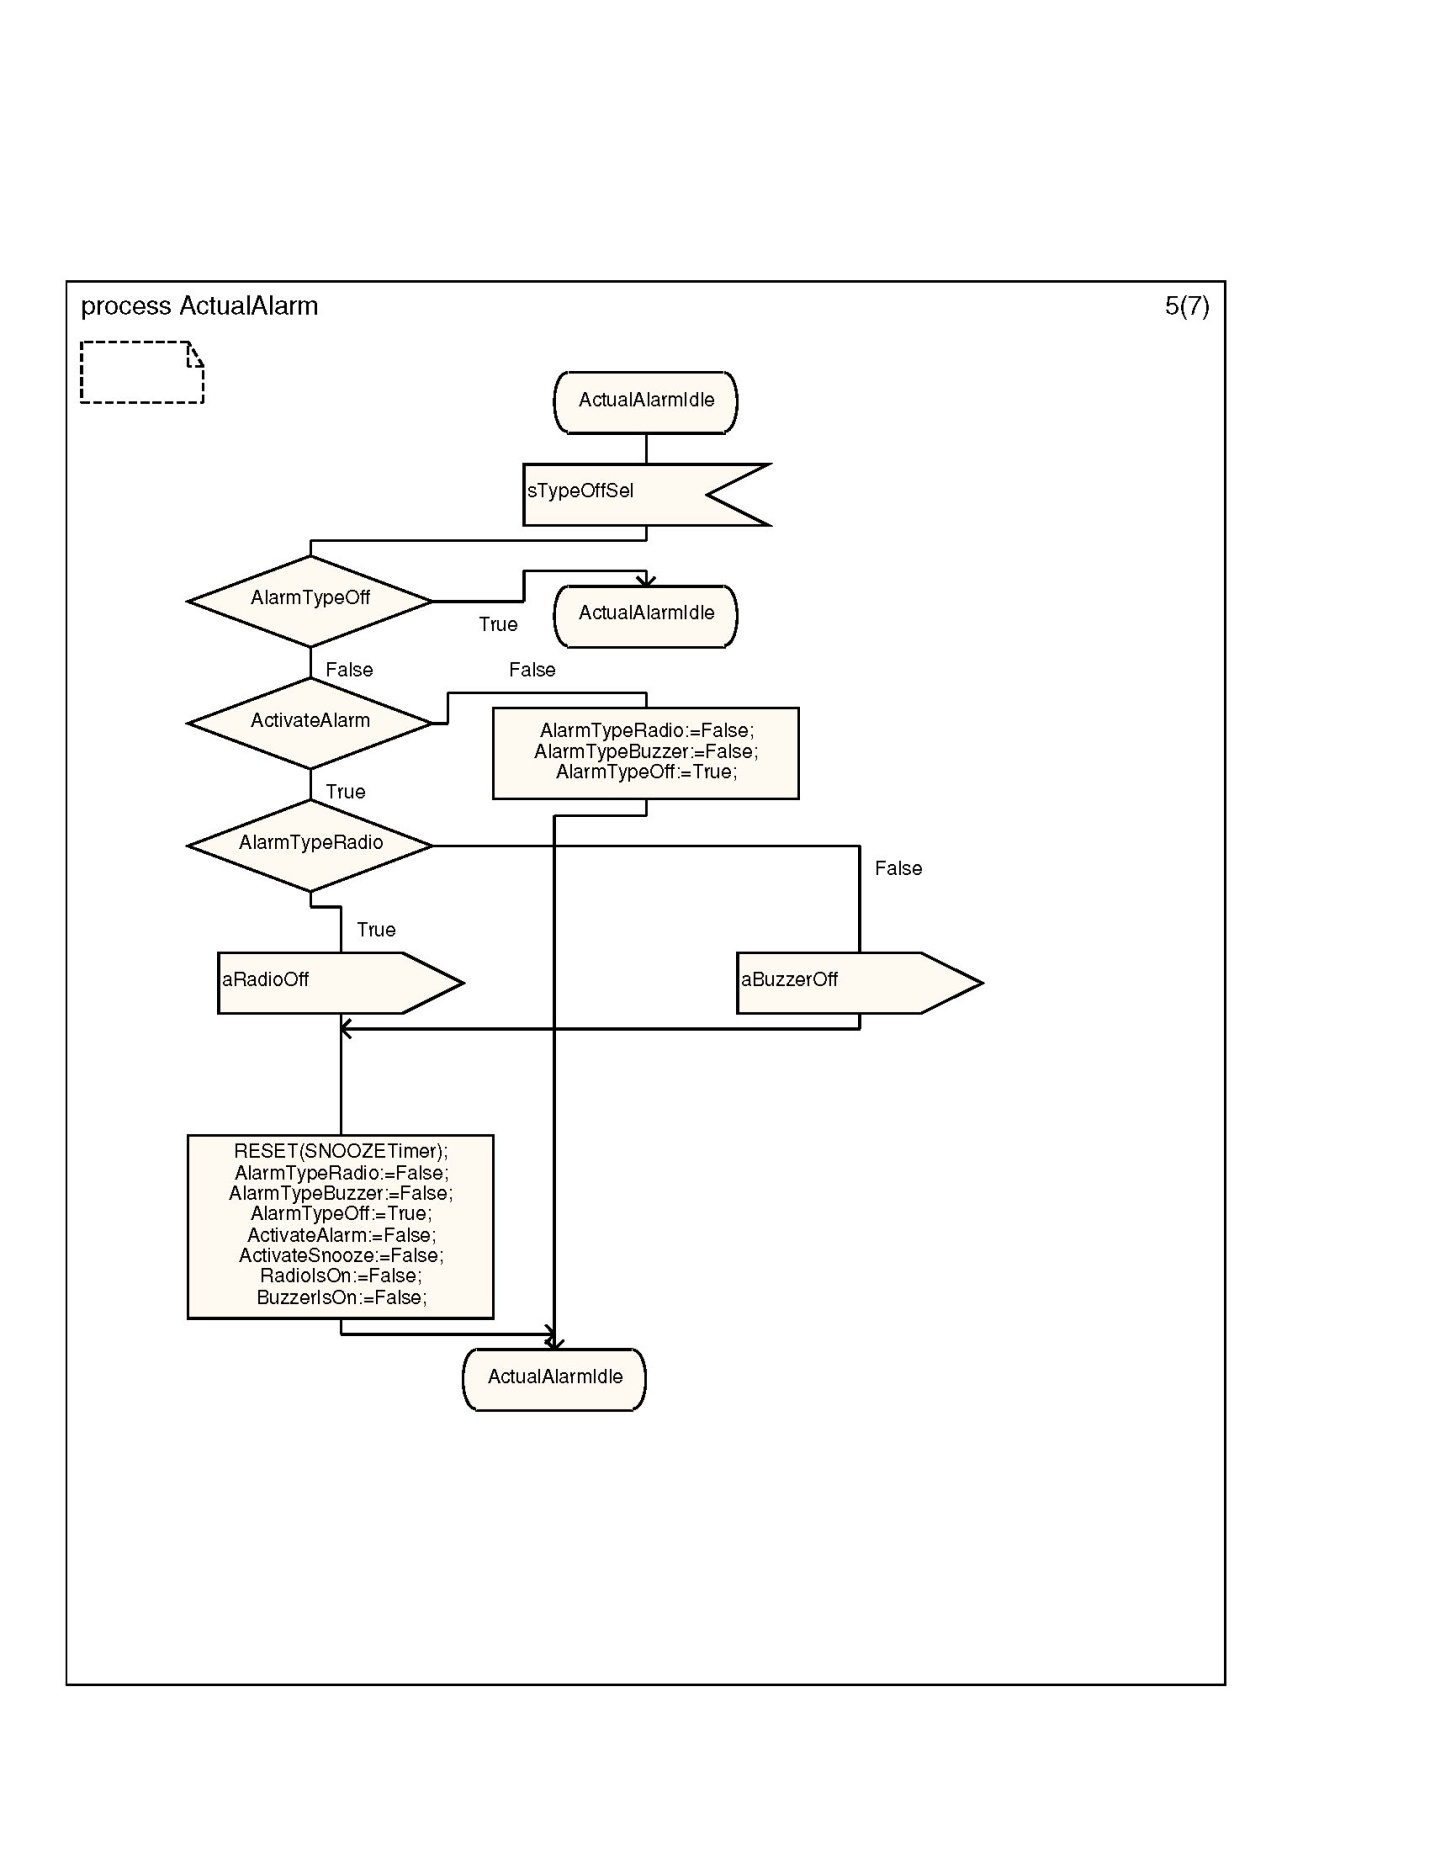 process ActualAlarm
5(7)
ActualAlarmIdle
sTypeOffSel
AlarmTypeOff
True
ActualAlarmIdle
False
False
ActivateAlarm
AlarmTypeRadio:=False;
AlarmTypeBuzzer:=False;
AlarmTypeOff:=True;
True
AlarmTypeRadio
False
True
aRadioOff
aBuzzerOff
RESET(SNOOZETimer);
AlarmTypeRadio:=False;
AlarmTypeBuzzer:=False;
AlarmTypeOff:=True;
ActivateAlarm:=False;
ActivateSnooze:=False;
RadioIsOn:=False;
BuzzerIsOn:=False;
ActualAlarmIdle